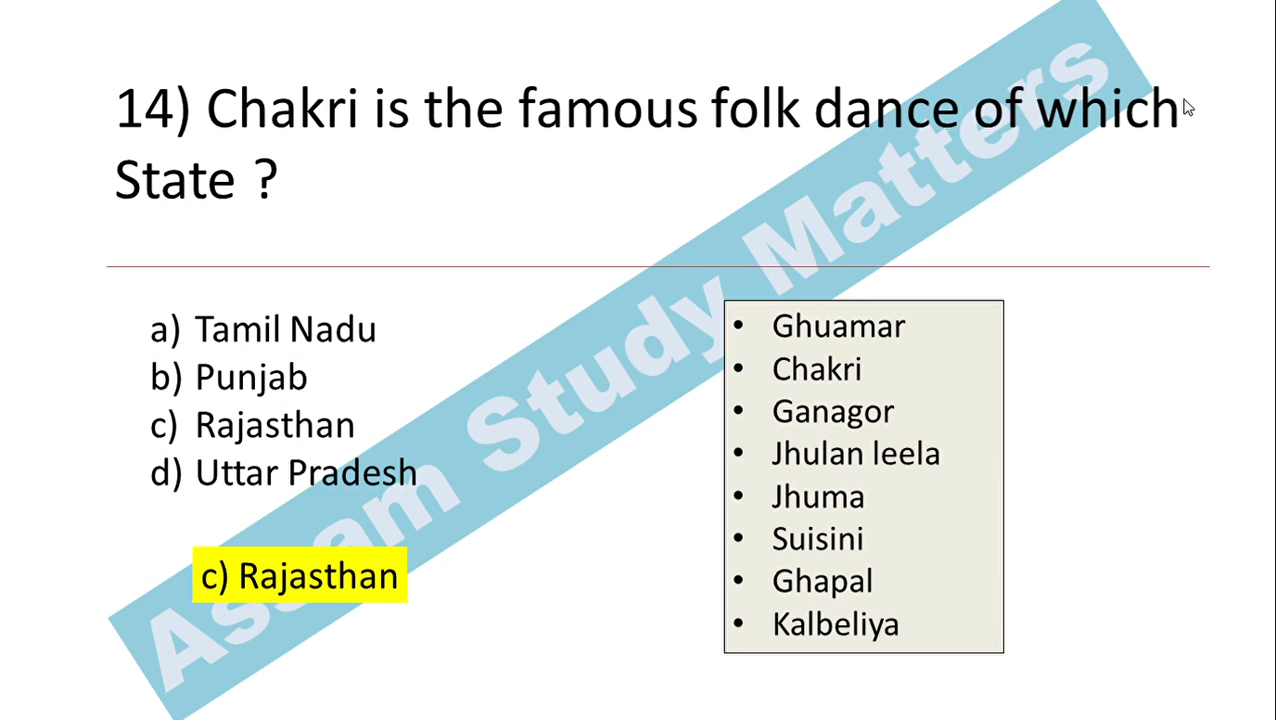 14) Chakri is the famous folk dance of which
State ?
a) Tamil Nadu
b) Punjab
c) Rajasthan
d) Uttar Pradesh
c) Rajasthan
• Ghuamar
• Chakri
• Ganagor
• Jhulan leela
• Jhuma
• Suisini
• Ghapal
• Kalbeliya
Assam Study Matters